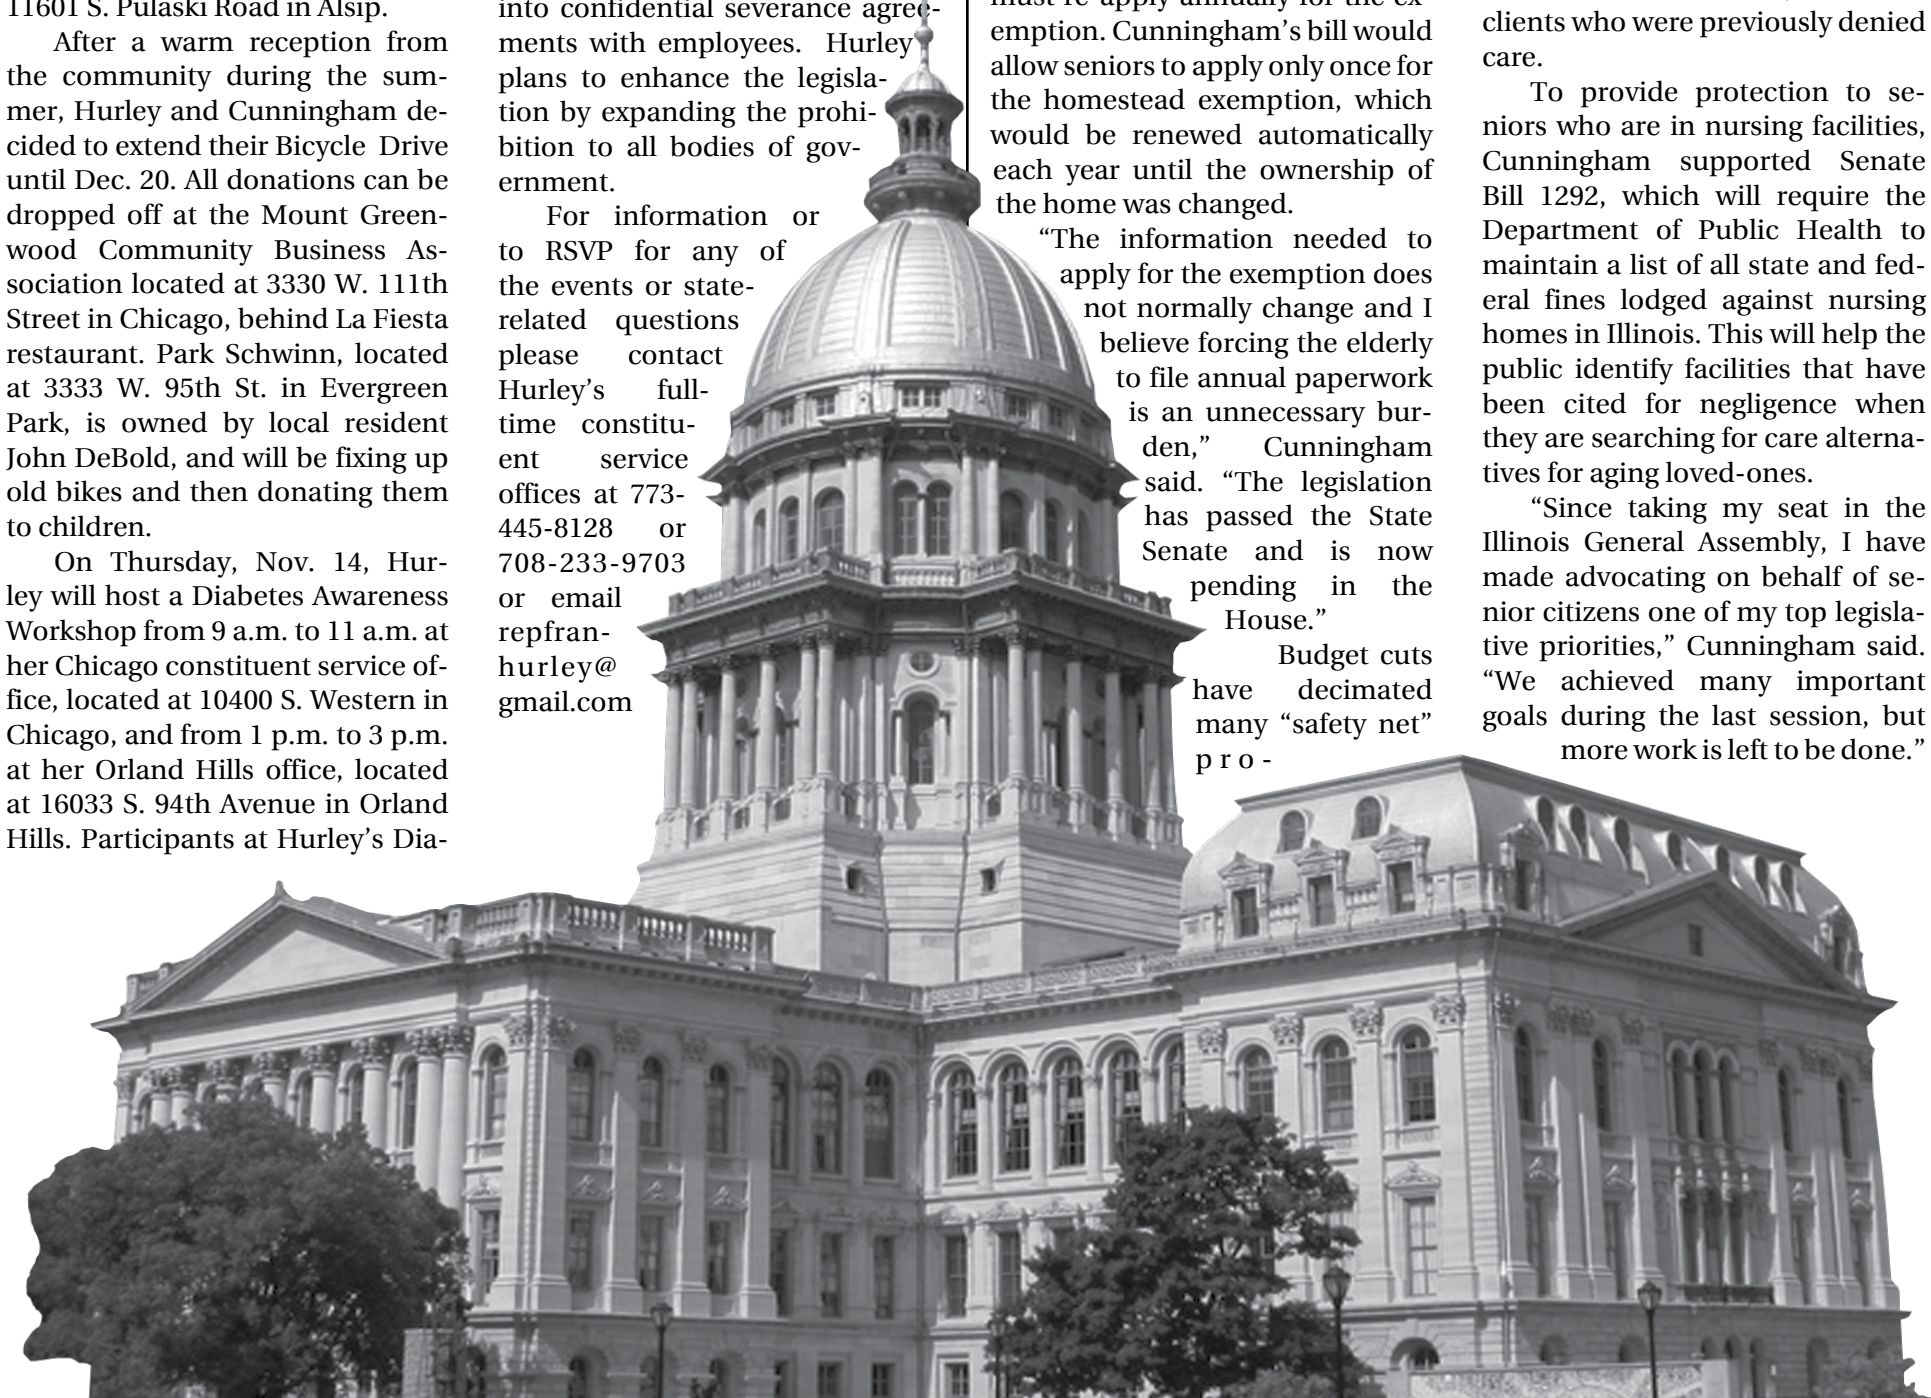 11601 S. Pulaski Road in Alsip.
After a warm reception from
the community during the sum-
mer, Hurley and Cunningham de-
cided to extend their Bicycle Drive
until Dec. 20. All donations can be
dropped off at the Mount Green-
wood Community Business As-
sociation located at 3330 W. 111th
Street in Chicago, behind La Fiesta
restaurant. Park Schwinn, located
at 3333 W. 95th St. in Evergreen
Park, is owned by local resident
John DeBold, and will be fixing up
old bikes and then donating them
to children.
On Thursday, Nov. 14, Hur-
ley will host a Diabetes Awareness
Workshop from 9 a.m. to 11 a.m. at
her Chicago constituent service of-
fice, located at 10400 S. Western in
Chicago, and from 1 p.m. to 3 p.m.
at her Orland Hills office, located
at 16033 S. 94th Avenue in Orland
Hills. Participants at Hurley's Dia-
into confidential severance agree-
ments with employees. Hurley
plans to enhance the legisla-
tion by expanding the prohi-
bition to all bodies of gov-
ernment.
For information or
to RSVP for any of
the events or state-
related questions
please contact
Hurley's full-
time constitu-
ent service
offices at 773-
445-8128 or
708-233-9703
or email
repfran-
hurley@
gmail.com
must re-apply annually for the ex-
emption. Cunningham's bill would
allow seniors to apply only once for
the homestead exemption, which
would be renewed automatically
each year until the ownership of
the home was changed.
“The information needed to
apply for the exemption does
not normally change and I
believe forcing the elderly
to file annual paperwork
is an unnecessary bur-
den,” Cunningham
said. “The legislation
has passed the State
Senate and is now
pending in the
House.”
Budget cuts
have decimated
many “safety net”
pro-
clients who were previously denied
care.
To provide protection to se-
niors who are in nursing facilities,
Cunningham supported Senate
Bill 1292, which will require the
Department of Public Health to
maintain a list of all state and fed-
eral fines lodged against nursing
homes in Illinois. This will help the
public identify facilities that have
been cited for negligence when
they are searching for care alterna-
tives for aging loved-ones.
“Since taking my seat in the
Illinois General Assembly, I have
made advocating on behalf of se-
nior citizens one of my top legisla-
tive priorities,” Cunningham said.
“We achieved many important
goals during the last session, but
more work is left to be done.”